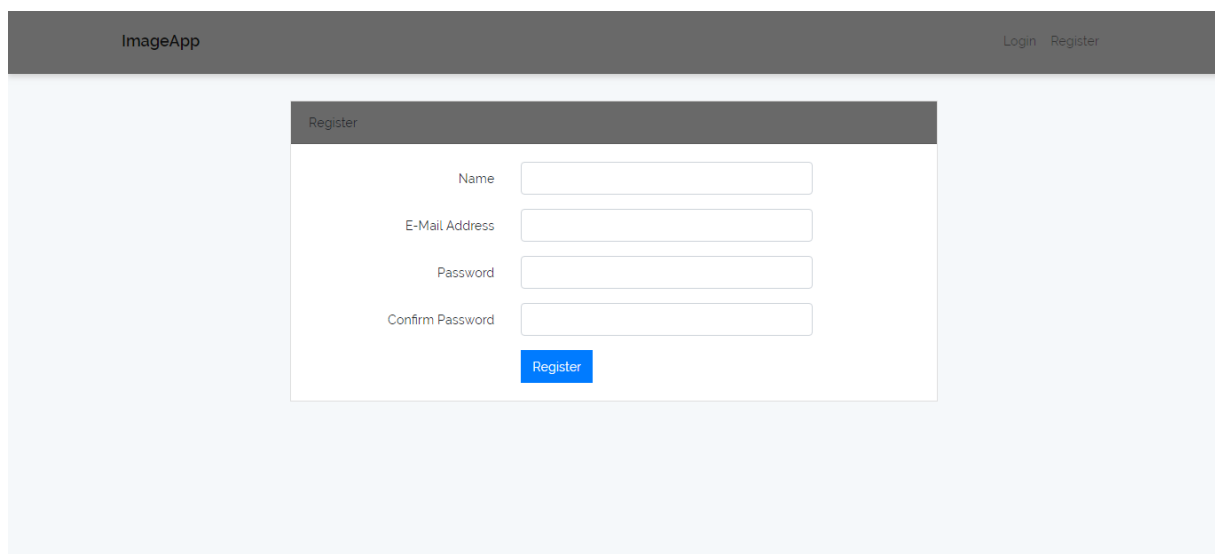 ImageApp
Login Register
Register
Name
E-Mail Address
Password
Confirm Password
Register